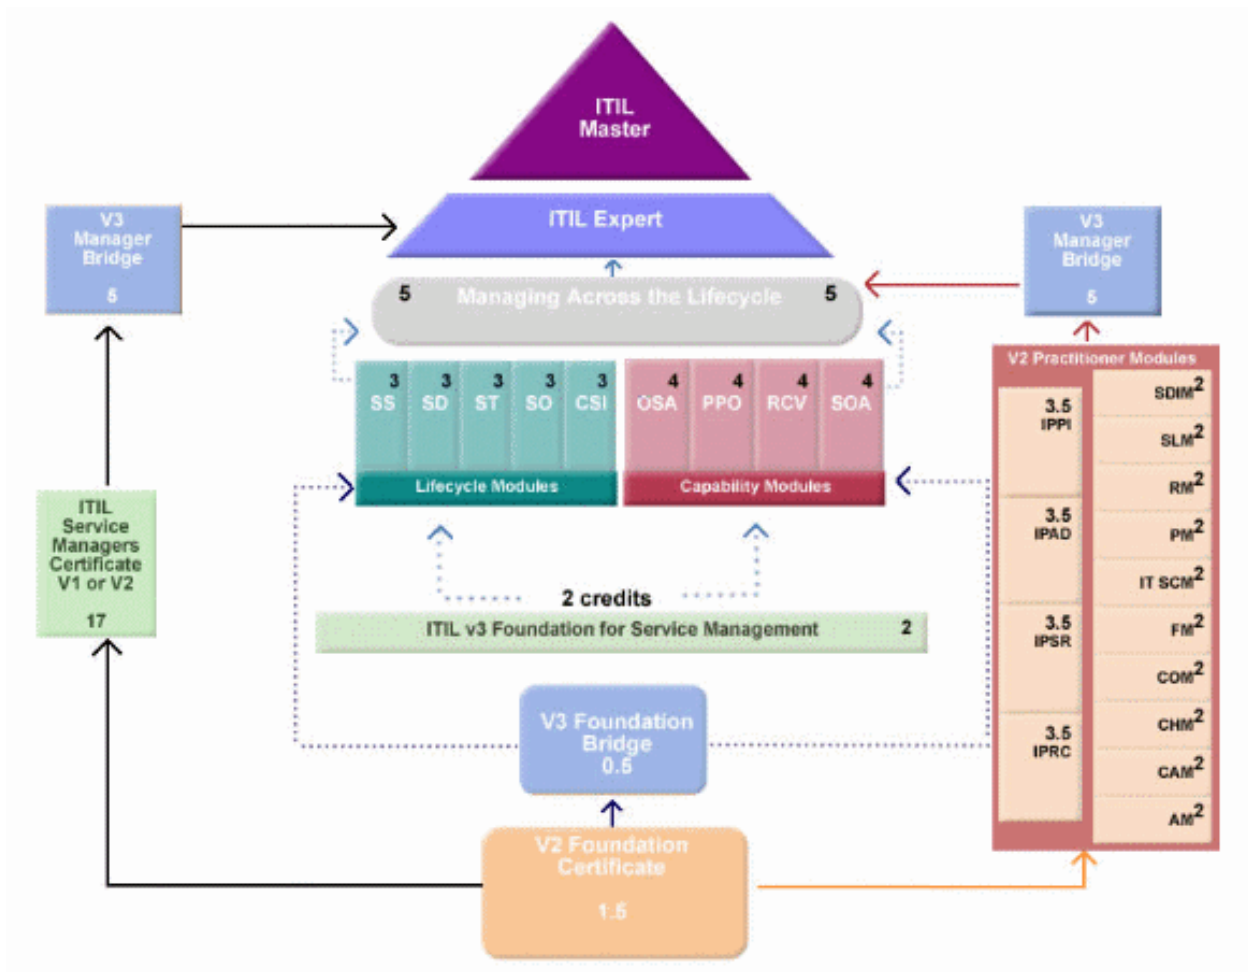 ITIL
Master
ITIL Expert
V3
Manager
Bridge
5
V3
Manager
Bridge
5
5 Managing Across the Lifecycle 5
3 3 3 3 3
SS SD ST SO CSI
Lifecycle Modules
4 4 4 4
OSA PPO RCV SOA
Capability Modules
V2 Practitioner Modules
3.5
IPPI
3.5
IPAD
3.5
IPSR
3.5
IPRC
SDIM2
SLM2
RM2
PM2
IT SCM2
FM2
COM2
CHM2
CAM2
AM2
ITIL
Service
Managers
Certificate
V1 or V2
17
2 credits
ITIL v3 Foundation for Service Management 2
V3 Foundation
Bridge
0.5
V2 Foundation
Certificate
1.5